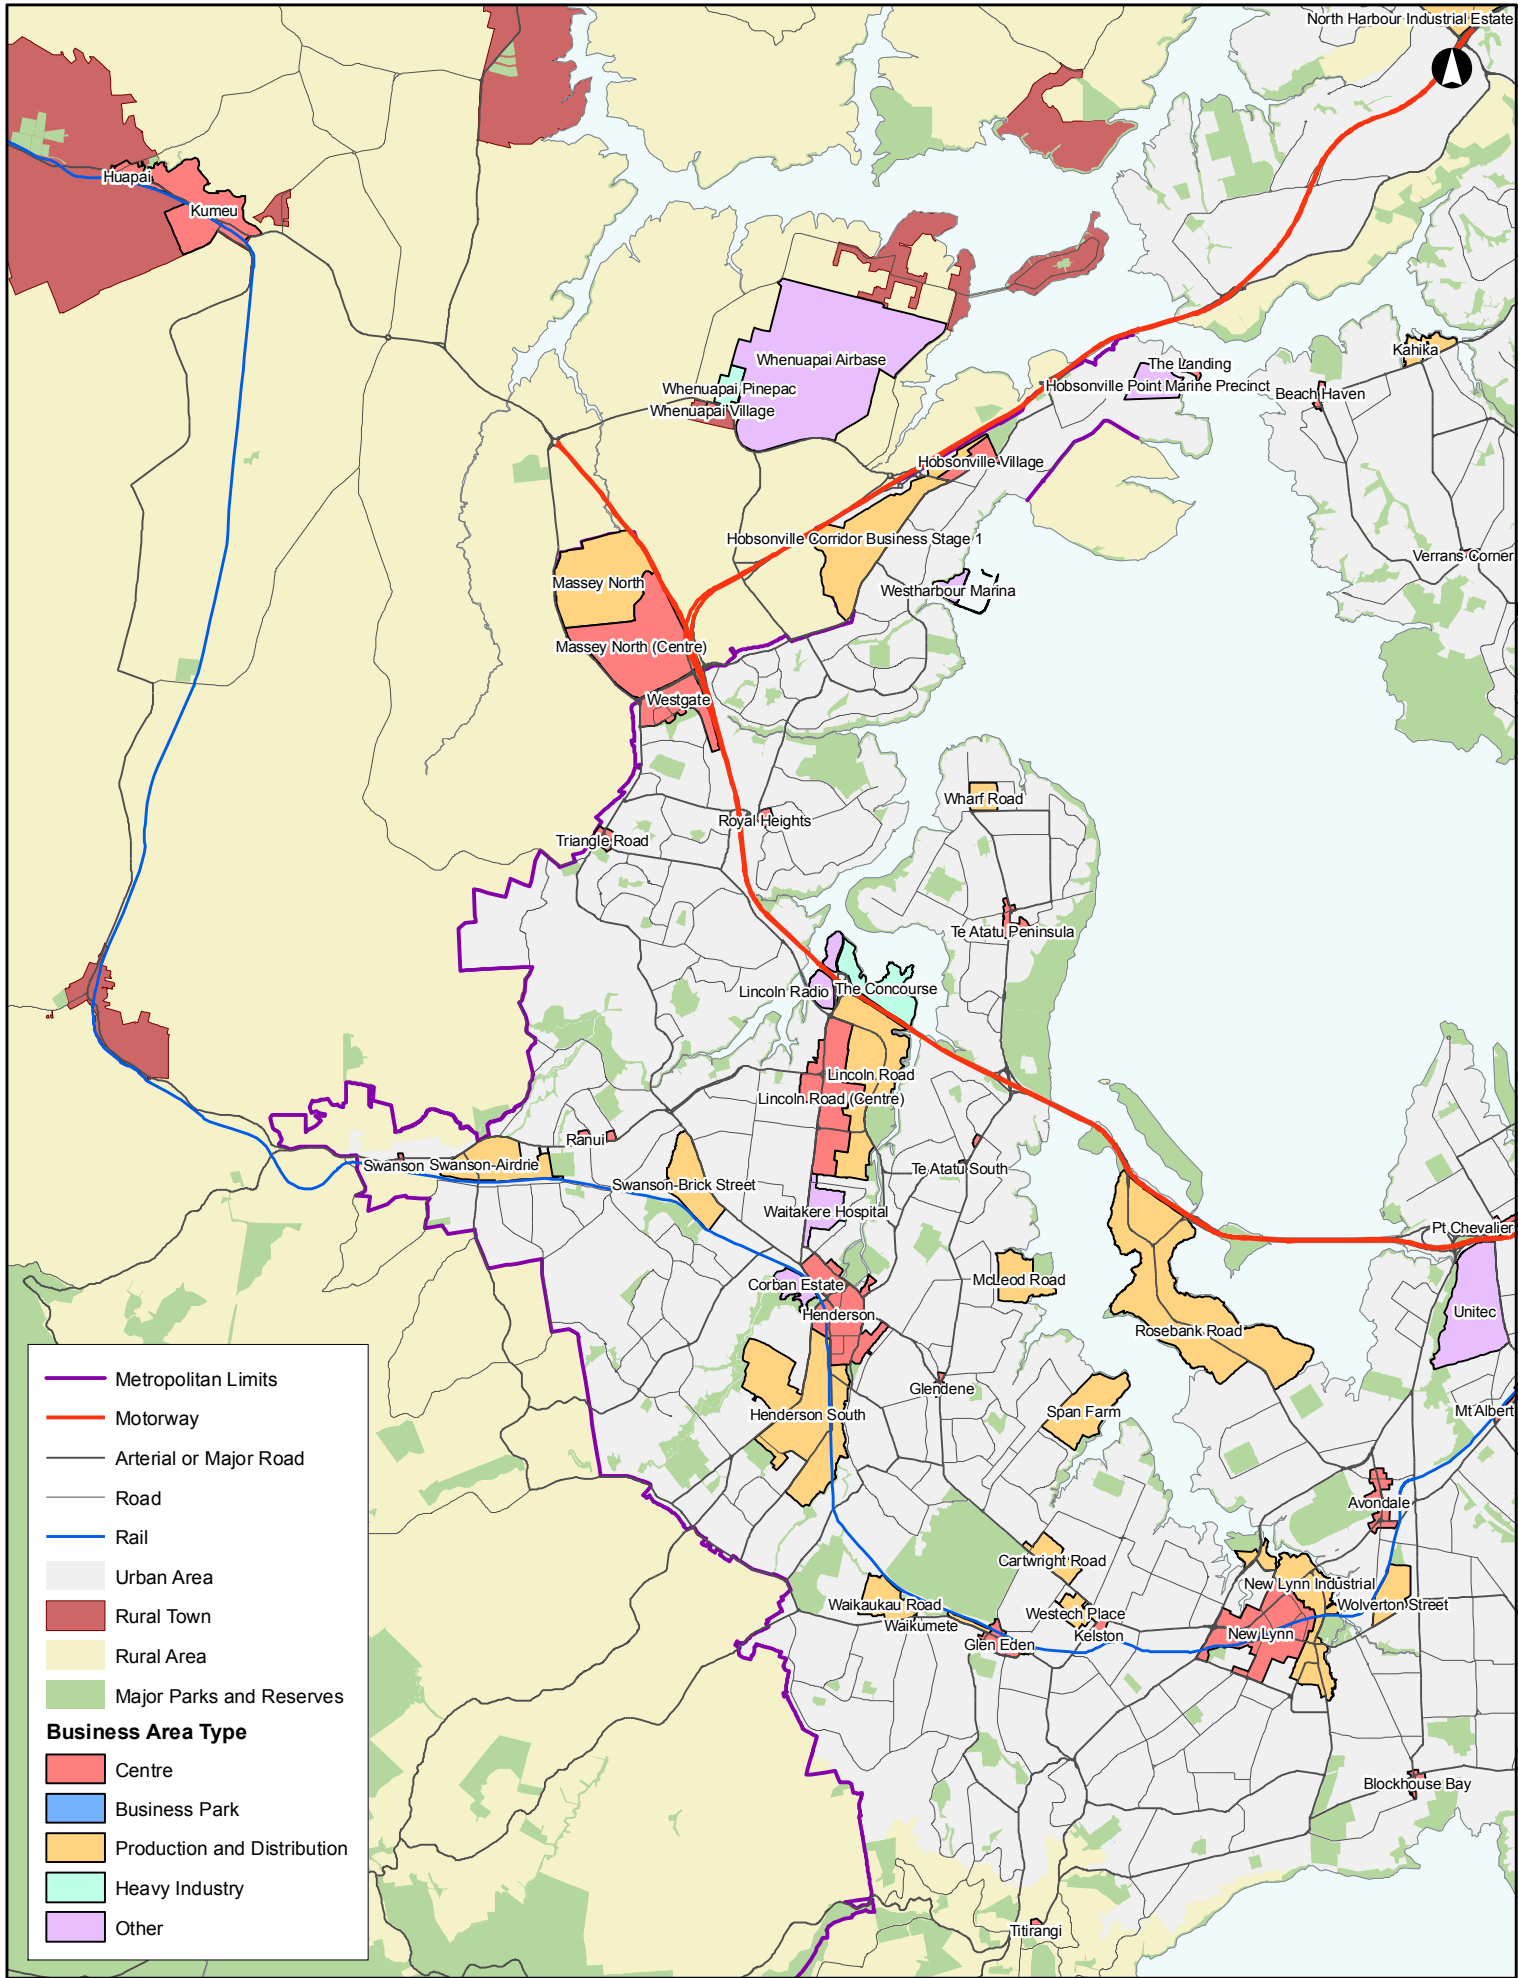 North Harbour Industrial Estate
Huapai
Kumeu
Whenuapai Airbase
Whenuapai Pinepac
Whenuapai Village
The Landing
Hobsonville Point Marine Precinct
Kahika
Beach Haven
Hobsonville Village
Hobsonville Corridor Business Stage 1
Verrans Corner
Massey North
Westharbour Marina
Massey North (Centre)
Westgate
Wharf Road
Royal Heights
Triangle Road
Te Atatu Peninsula
Lincoln Radio
The Concourse
Lincoln Road
Lincoln Road (Centre)
Ranui
Swanson
Swanson-Airdrie
Te Atatu South
Swanson-Brick Street
Waitakere Hospital
Pt Chevalier
Corban Estate
McLeod Road
Henderson
Unitec
Rosebank Road
Glendene
Henderson South
Span Farm
Mt Albert
Avondale
Cartwright Road
New Lynn Industrial
Waikaukau Road
Wolverton Street
Westech Place
Waikumete
Kelston
New Lynn
Glen Eden
Blockhouse Bay
Titirangi
Metropolitan Limits
Motorway
Arterial or Major Road
Road
Rail
Urban Area
Rural Town
Rural Area
Major Parks and Reserves
Business Area Type
Centre
Business Park
Production and Distribution
Heavy Industry
Other